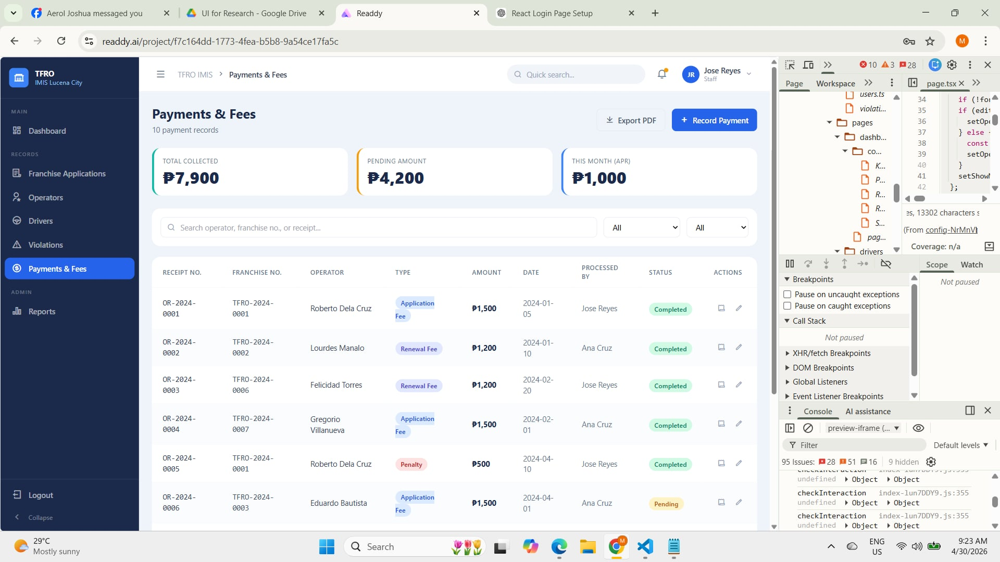 Aerol Joshua messaged you
UI for Research - Google Drive
Readdy
React Login Page Setup
readdy.ai/project/f7c164dd-1773-4fea-b5b8-9a54ce17fa5c
M
TFRO
IMIS Lucena City
MAIN
Dashboard
RECORDS
Franchise Applications
Operators
Drivers
Violations
Payments & Fees
ADMIN
Reports
Logout
Collapse
TFRO IMIS > Payments & Fees
Quick search...
JR
Jose Reyes
Staff
Payments & Fees
10 payment records
Export PDF
+ Record Payment
TOTAL COLLECTED
₱7,900
PENDING AMOUNT
₱4,200
THIS MONTH (APR)
₱1,000
Search operator, franchise no., or receipt...
All
All
RECEIPT NO. FRANCHISE NO. OPERATOR TYPE AMOUNT DATE PROCESSED BY STATUS ACTIONS
OR-2024-0001 TFRO-2024-0001 Roberto Dela Cruz Application Fee ₱1,500 2024-01-05 Jose Reyes Completed
OR-2024-0002 TFRO-2024-0002 Lourdes Manalo Renewal Fee ₱1,200 2024-01-10 Ana Cruz Completed
OR-2024-0003 TFRO-2024-0006 Felicidad Torres Renewal Fee ₱1,200 2024-02-20 Jose Reyes Completed
OR-2024-0004 TFRO-2024-0007 Gregorio Villanueva Application Fee ₱1,500 2024-02-01 Ana Cruz Completed
OR-2024-0005 TFRO-2024-0001 Roberto Dela Cruz Penalty ₱500 2024-04-10 Jose Reyes Completed
OR-2024-0006 TFRO-2024-0003 Eduardo Bautista Application Fee ₱1,500 2024-04-01 Ana Cruz Pending
10 3 28
Page Workspace
page.tsx
users.ts
violati...
pages
dashb...
co...
K...
P...
R...
R...
S...
pag...
drivers
34 if (!for
35 if (edit
36 setOpe
37 } else
38 const
39 setOpe
40 }
41 setShow
42 };
es, 13302 characters s
(From config-NrMnV
Coverage: n/a
Scope Watch
Not paused
Breakpoints
Pause on uncaught exceptions
Pause on caught exceptions
Call Stack
Not paused
XHR/fetch Breakpoints
DOM Breakpoints
Global Listeners
Event Listener Breakpoints
Console AI assistance
preview-iframe (...
Filter
Default levels
95 Issues: 28 51 16 9 hidden
checkInteraction index-lun7DDY9.js:355
undefined Object Object
checkInteraction index-lun7DDY9.js:355
undefined Object Object
checkInteraction index-lun7DDY9.js:355
undefined Object Object
29°C
Mostly sunny
Search
M
ENG
US
9:23 AM
4/30/2026